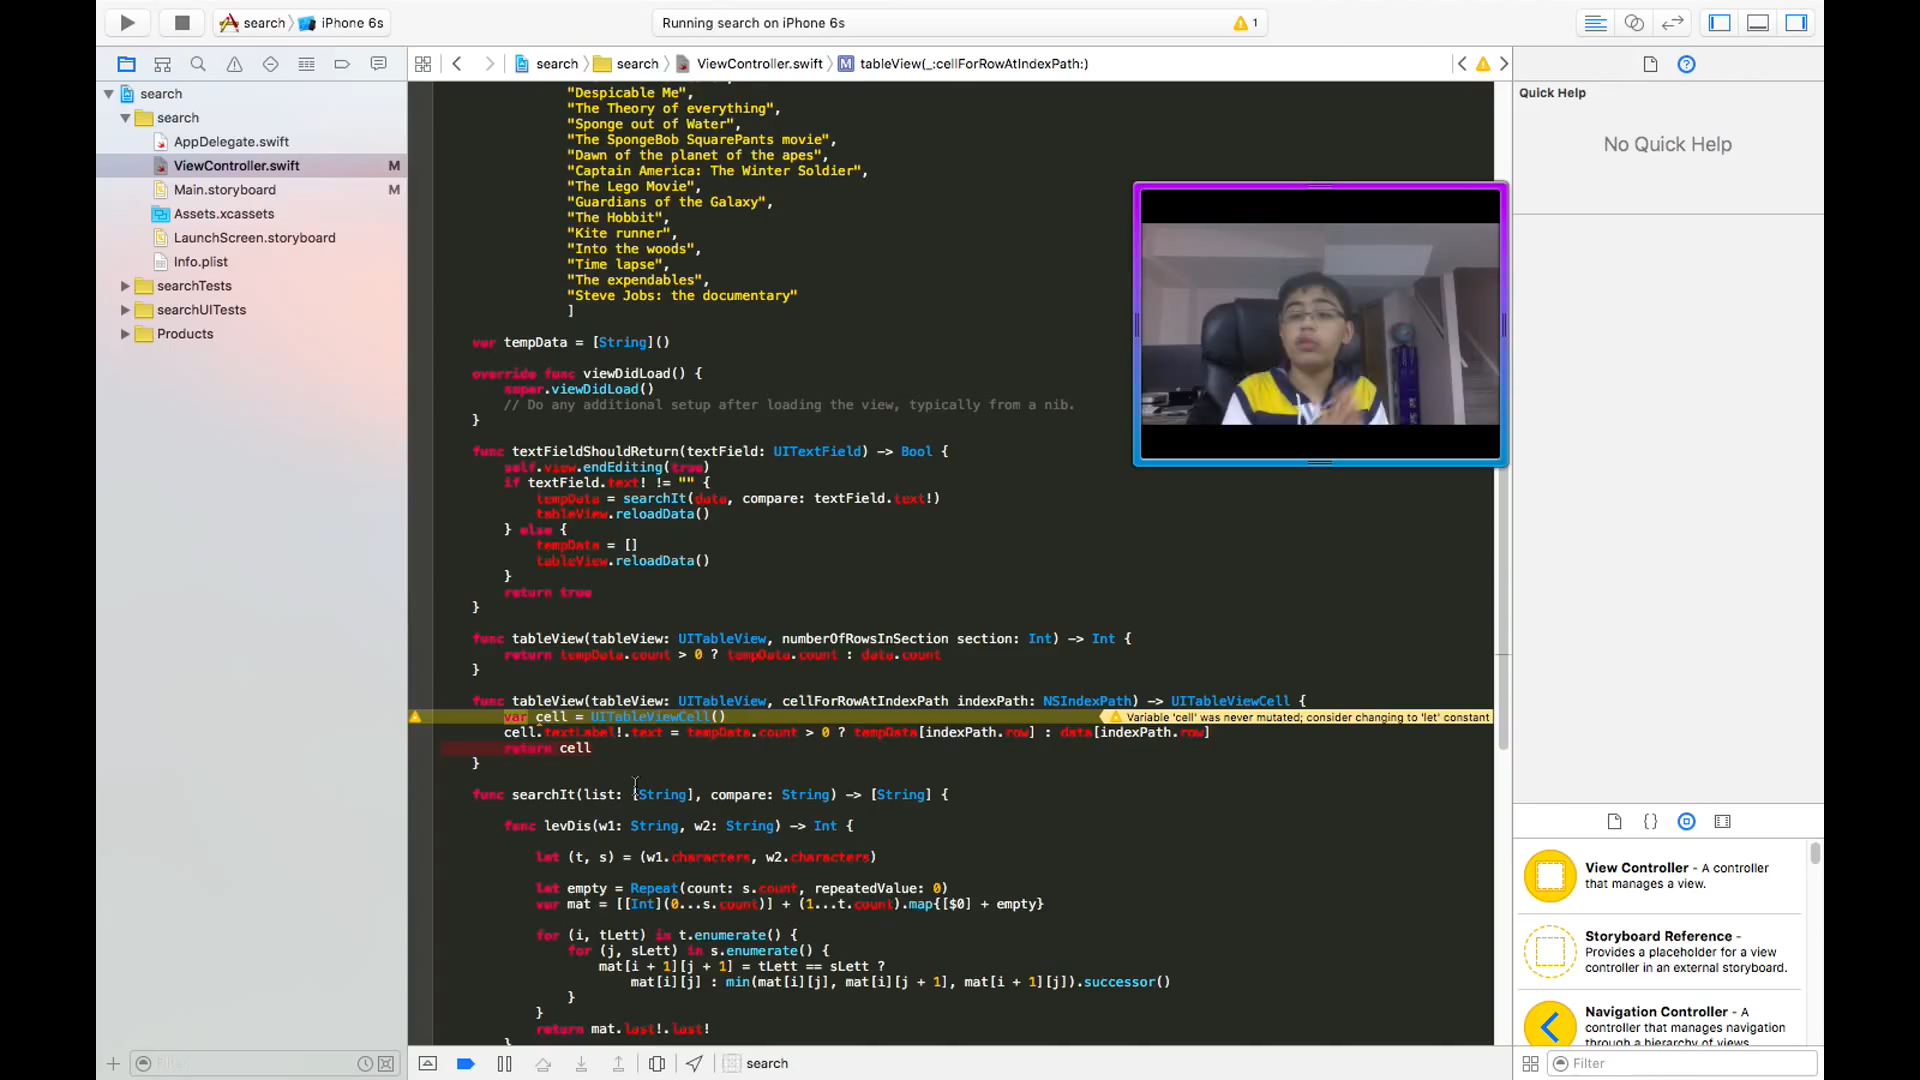 search
iPhone 6s
Running search on iPhone 6s
1
search
search
ViewController.swift
tableView(_:cellForRowAtIndexPath:)
search
search
AppDelegate.swift
ViewController.swift M
Main.storyboard M
Assets.xcassets
LaunchScreen.storyboard
Info.plist
searchTests
searchUITests
Products
"Despicable Me",
"The Theory of everything",
"Sponge out of Water",
"The SpongeBob SquarePants movie",
"Dawn of the planet of the apes",
"Captain America: The Winter Soldier",
"The Lego Movie",
"Guardians of the Galaxy",
"The Hobbit",
"Kite runner",
"Into the woods",
"Time lapse",
"The expendables",
"Steve Jobs: the documentary"
]
var tempData = [String]()
override func viewDidLoad() {
super.viewDidLoad()
// Do any additional setup after loading the view, typically from a nib.
}
func textFieldShouldReturn(textField: UITextField) -> Bool {
self.view.endEditing(true)
if textField.text! != "" {
tempData = searchIt(data, compare: textField.text!)
tableView.reloadData()
} else {
tempData = []
tableView.reloadData()
}
return true
}
func tableView(tableView: UITableView, numberOfRowsInSection section: Int) -> Int {
return tempData.count > 0 ? tempData.count : data.count
}
func tableView(tableView: UITableView, cellForRowAtIndexPath indexPath: NSIndexPath) -> UITableViewCell {
var cell = UITableViewCell()
Variable 'cell' was never mutated; consider changing to 'let' constant
cell.textLabel!.text = tempData.count > 0 ? tempData[indexPath.row] : data[indexPath.row]
return cell
}
func searchIt(list: [String], compare: String) -> [String] {
func levDis(w1: String, w2: String) -> Int {
let (t, s) = (w1.characters, w2.characters)
let empty = Repeat(count: s.count, repeatedValue: 0)
var mat = [[Int](0...s.count)] + (1...t.count).map{[$0] + empty}
for (i, tLett) in t.enumerate() {
for (j, sLett) in s.enumerate() {
mat[i + 1][j + 1] = tLett == sLett ?
mat[i][j] : min(mat[i][j], mat[i][j + 1], mat[i + 1][j]).successor()
}
}
return mat.last!.last!
}
Quick Help
No Quick Help
{}
View Controller - A controller
that manages a view.
Storyboard Reference -
Provides a placeholder for a view
controller in an external storyboard.
Navigation Controller - A
controller that manages navigation
through a hierarchy of views.
Filter
search
Filter